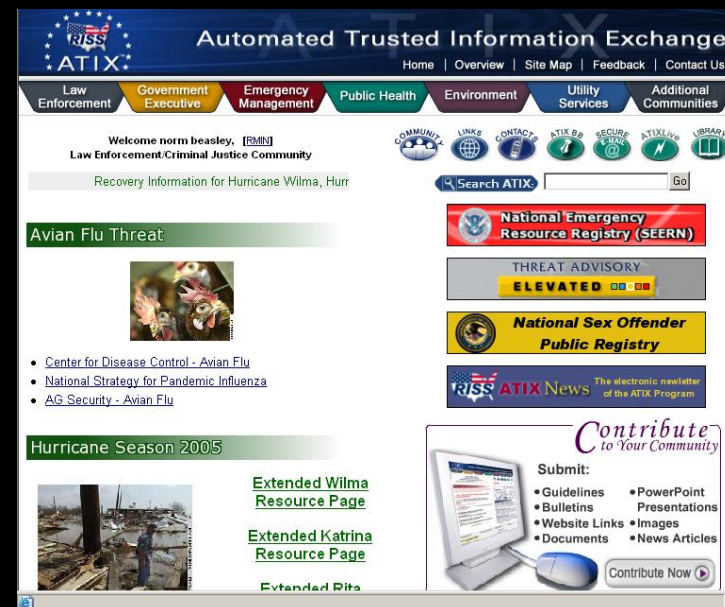 RISS
ATIX
Automated Trusted Information Exchange
Home | Overview | Site Map | Feedback | Contact Us
Law Enforcement
Government Executive
Emergency Management
Public Health
Environment
Utility Services
Additional Communities
Welcome norm beasley, [RMIN]
Law Enforcement/Criminal Justice Community
COMMUNITY
LINKS
CONTACTS
ATIX BB
SECURE E-MAIL
ATIXLive
LIBRARY
Recovery Information for Hurricane Wilma, Hurr
Search ATIX:
Go
Avian Flu Threat
• Center for Disease Control - Avian Flu
• National Strategy for Pandemic Influenza
• AG Security - Avian Flu
Hurricane Season 2005
Extended Wilma
Resource Page
Extended Katrina
Resource Page
Extended Rita
National Emergency
Resource Registry (SEERN)
THREAT ADVISORY
ELEVATED
National Sex Offender
Public Registry
RISS ATIX News
The electronic newletter
of the ATIX Program
Contribute
to Your Community
Submit:
• Guidelines
• Bulletins
• Website Links
• Documents
• PowerPoint
Presentations
• Images
• News Articles
Contribute Now